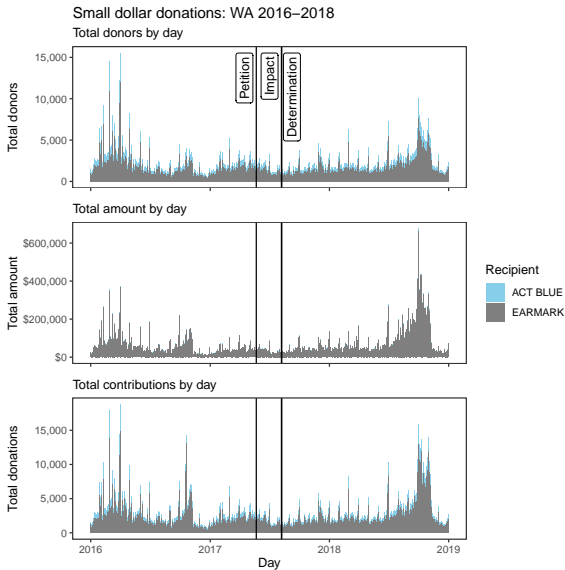 Small dollar donations: WA 2016−2018
Total donors by day
Total donors
15,000
10,000
5,000
0
Petition
Impact
Determination
Total amount by day
Total amount
$600,000
$400,000
$200,000
$0
Recipient
ACT BLUE
EARMARK
Total contributions by day
Total donations
15,000
10,000
5,000
0
2016
2017
2018
2019
Day